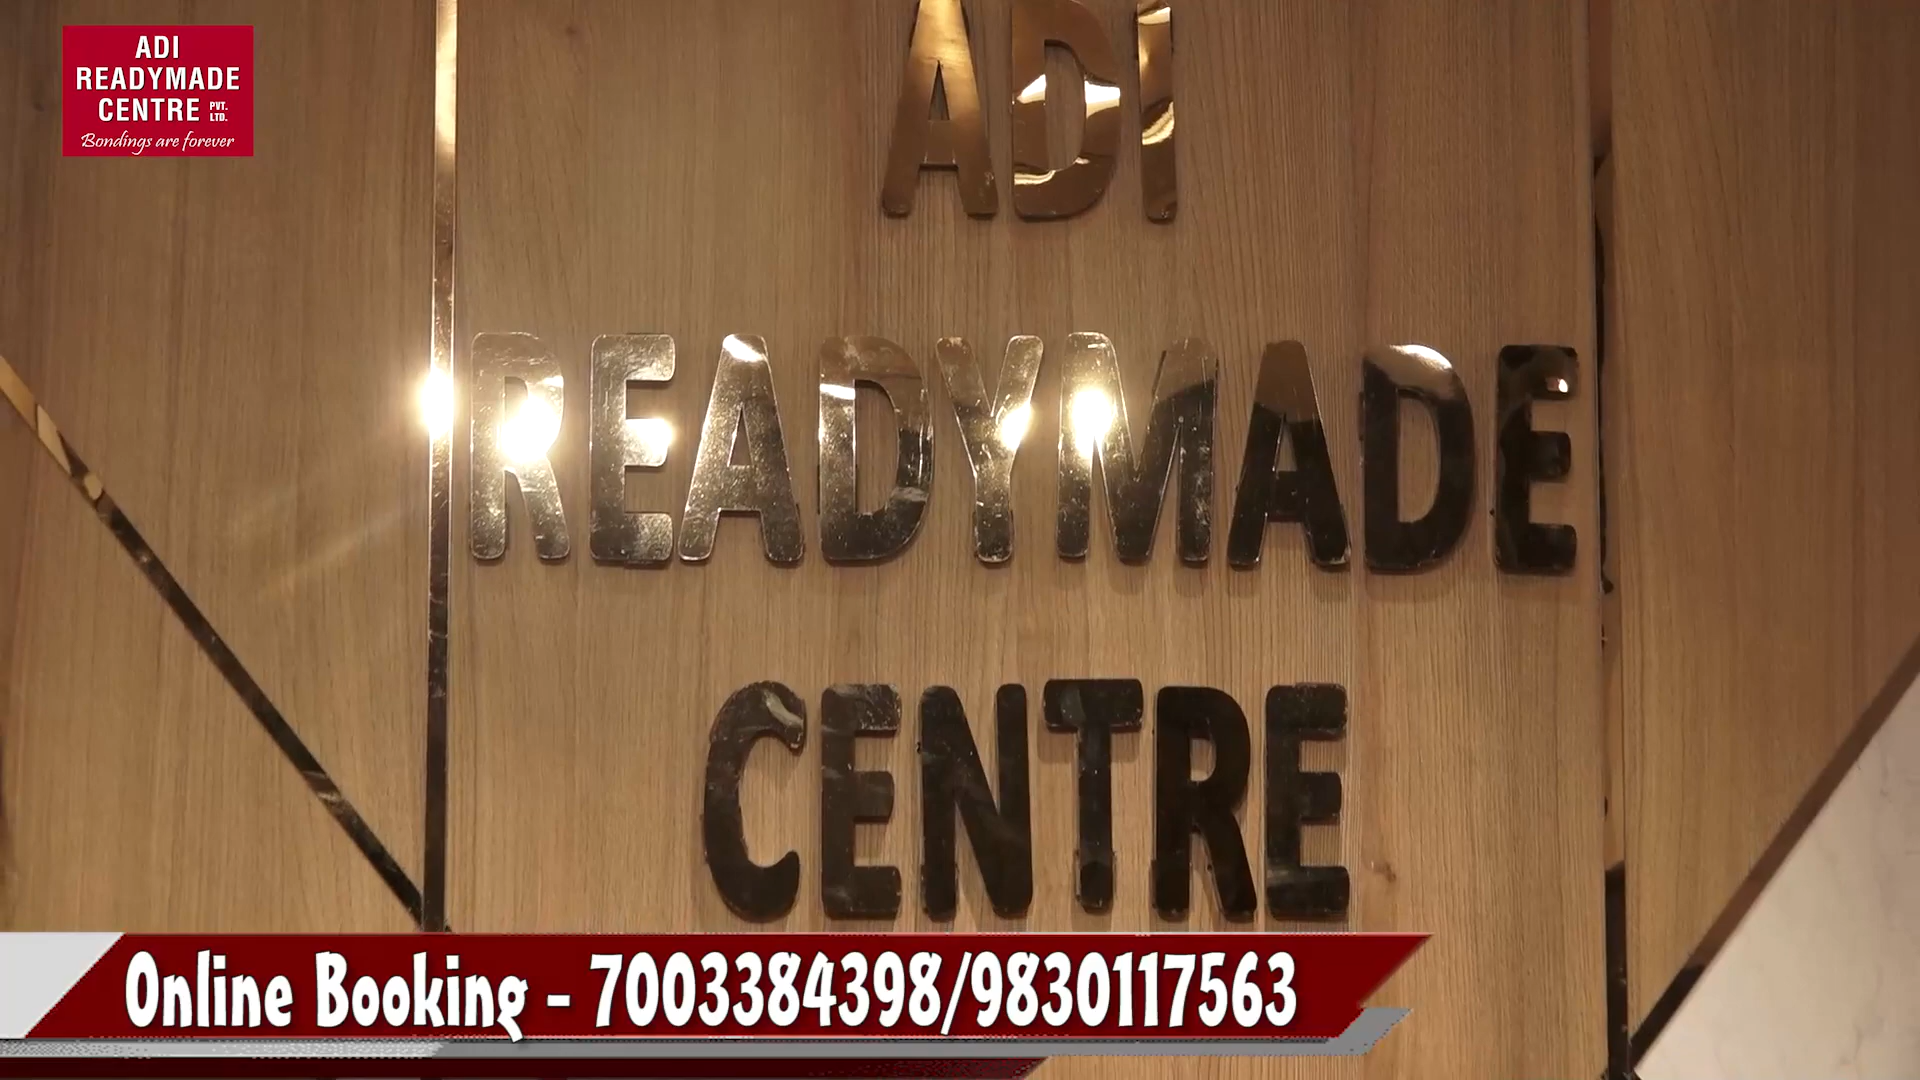 ADI
READYMADE
CENTRE PVT. LTD.
Bondings are forever
ADI
READYMADE
CENTRE
Online Booking - 7003384398/9830117563